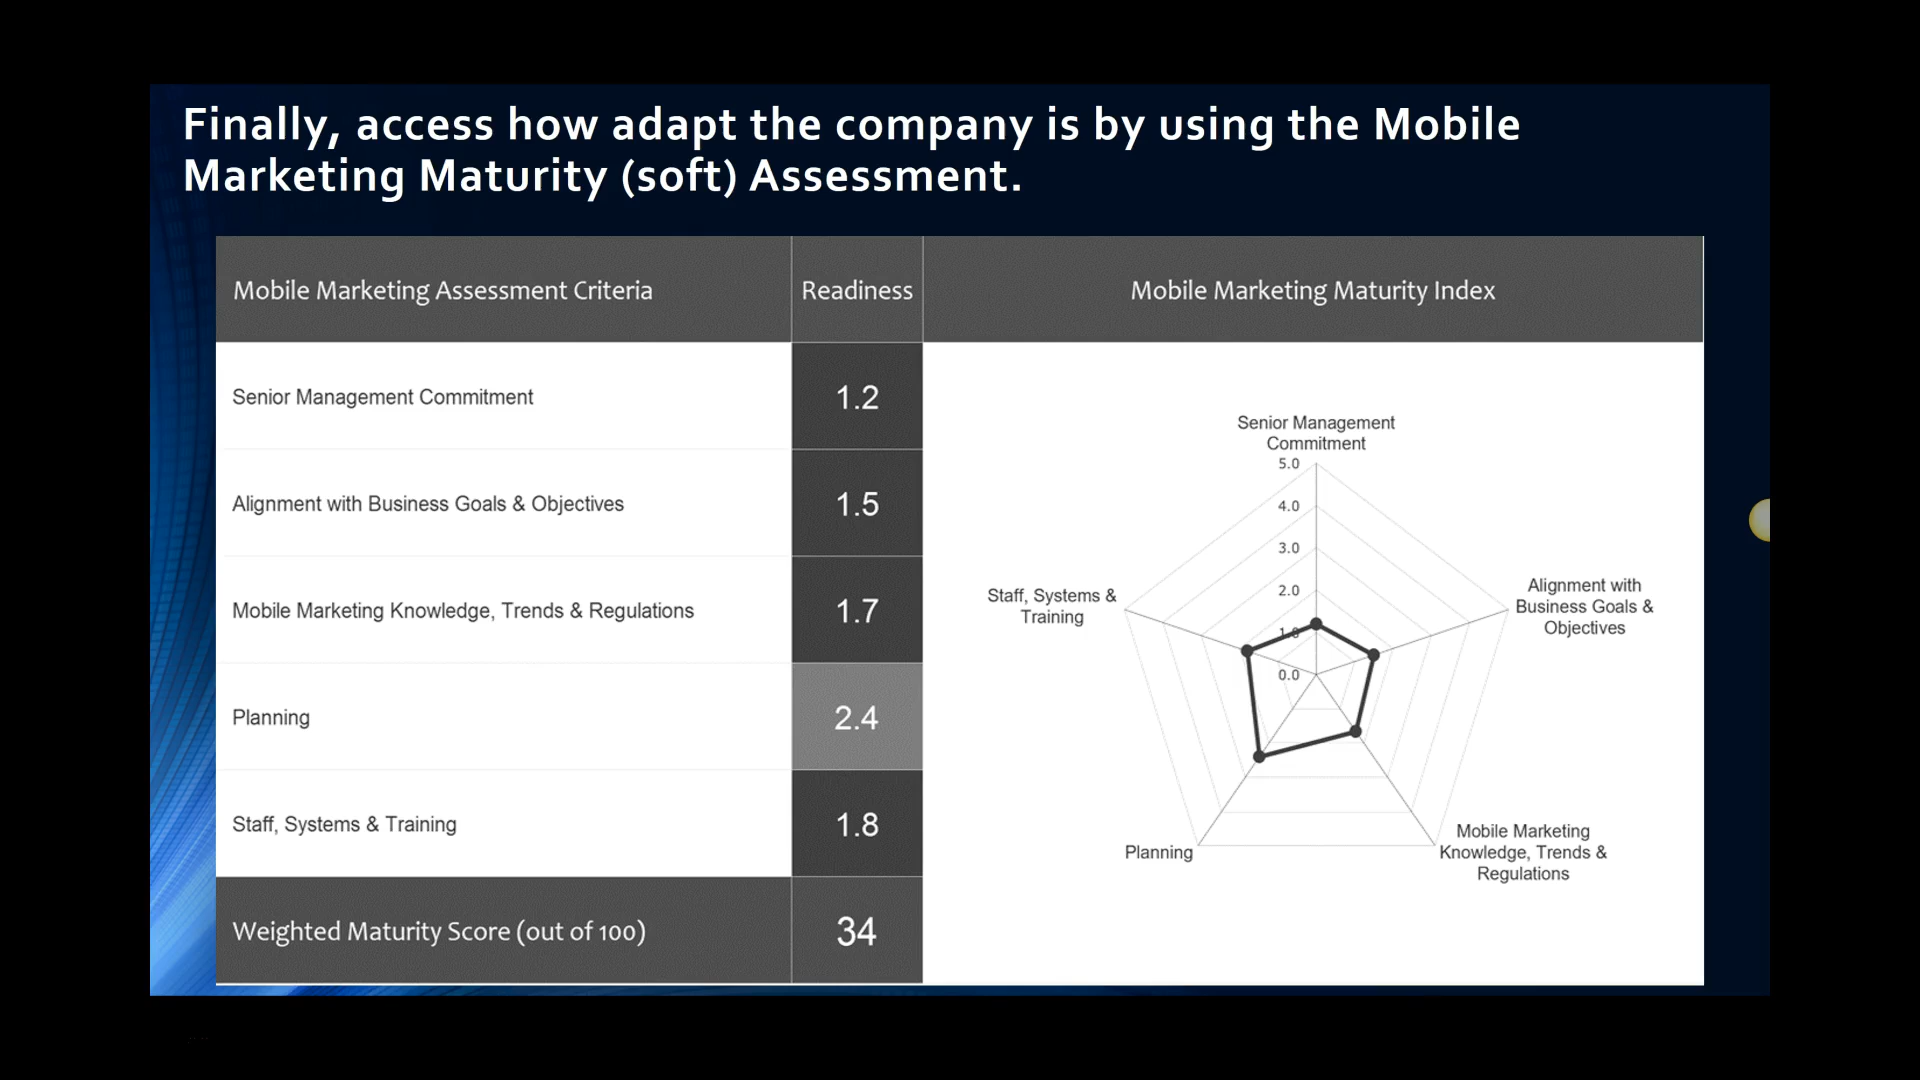 Finally, access how adapt the company is by using the Mobile
Marketing Maturity (soft) Assessment.
Mobile Marketing Assessment Criteria
Readiness
Mobile Marketing Maturity Index
Senior Management Commitment
1.2
Alignment with Business Goals & Objectives
1.5
Mobile Marketing Knowledge, Trends & Regulations
1.7
Planning
2.4
Staff, Systems & Training
1.8
Weighted Maturity Score (out of 100)
34
Senior Management
Commitment
5.0
4.0
3.0
2.0
1.0
0.0
Alignment with
Business Goals &
Objectives
Staff, Systems &
Training
Mobile Marketing
Knowledge, Trends &
Regulations
Planning